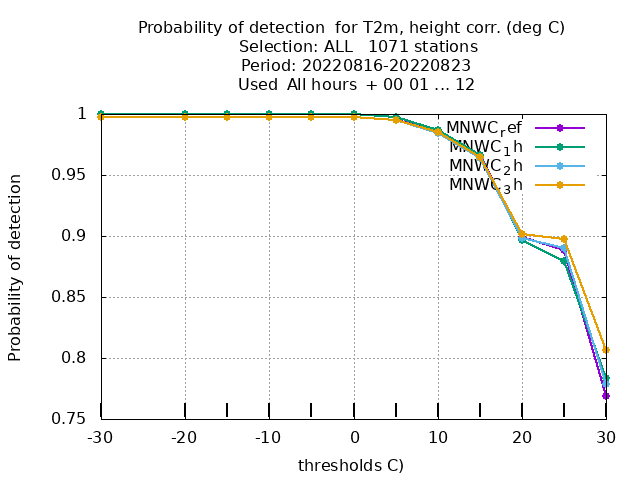 Probability of detection  for T2m, height corr. (deg C)
Selection: ALL   1071 stations
Period: 20220816-20220823
Used  All hours  + 00 01 ... 12
Probability of detection
1
0.95
0.9
0.85
0.8
0.75
MNWC_ref
MNWC_1h
MNWC_2h
MNWC_3h
-30
-20
-10
0
10
20
30
thresholds C)